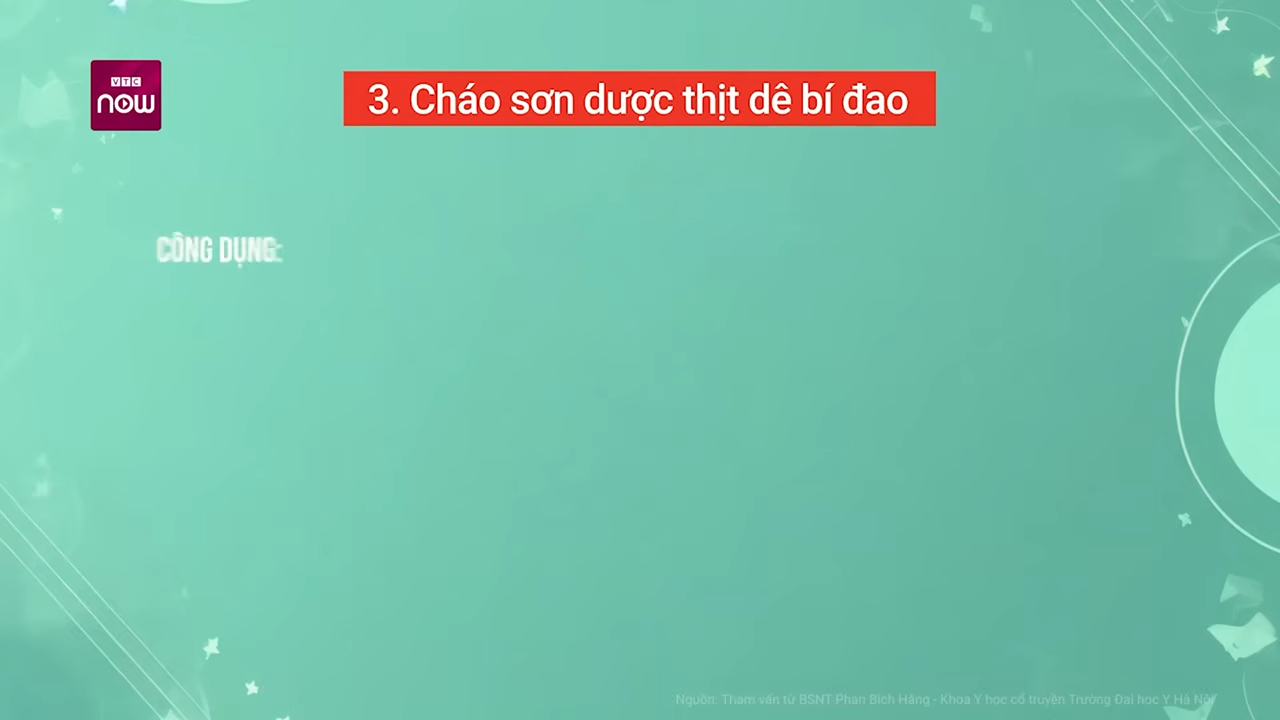 VTC
now
3. Cháo sơn dược thịt dê bí đao
CÔNG DỤNG:
Nguồn: Tham vấn từ BSNT Phan Bích Hằng - Khoa Y học cổ truyền Trường Đại học Y Hà Nội